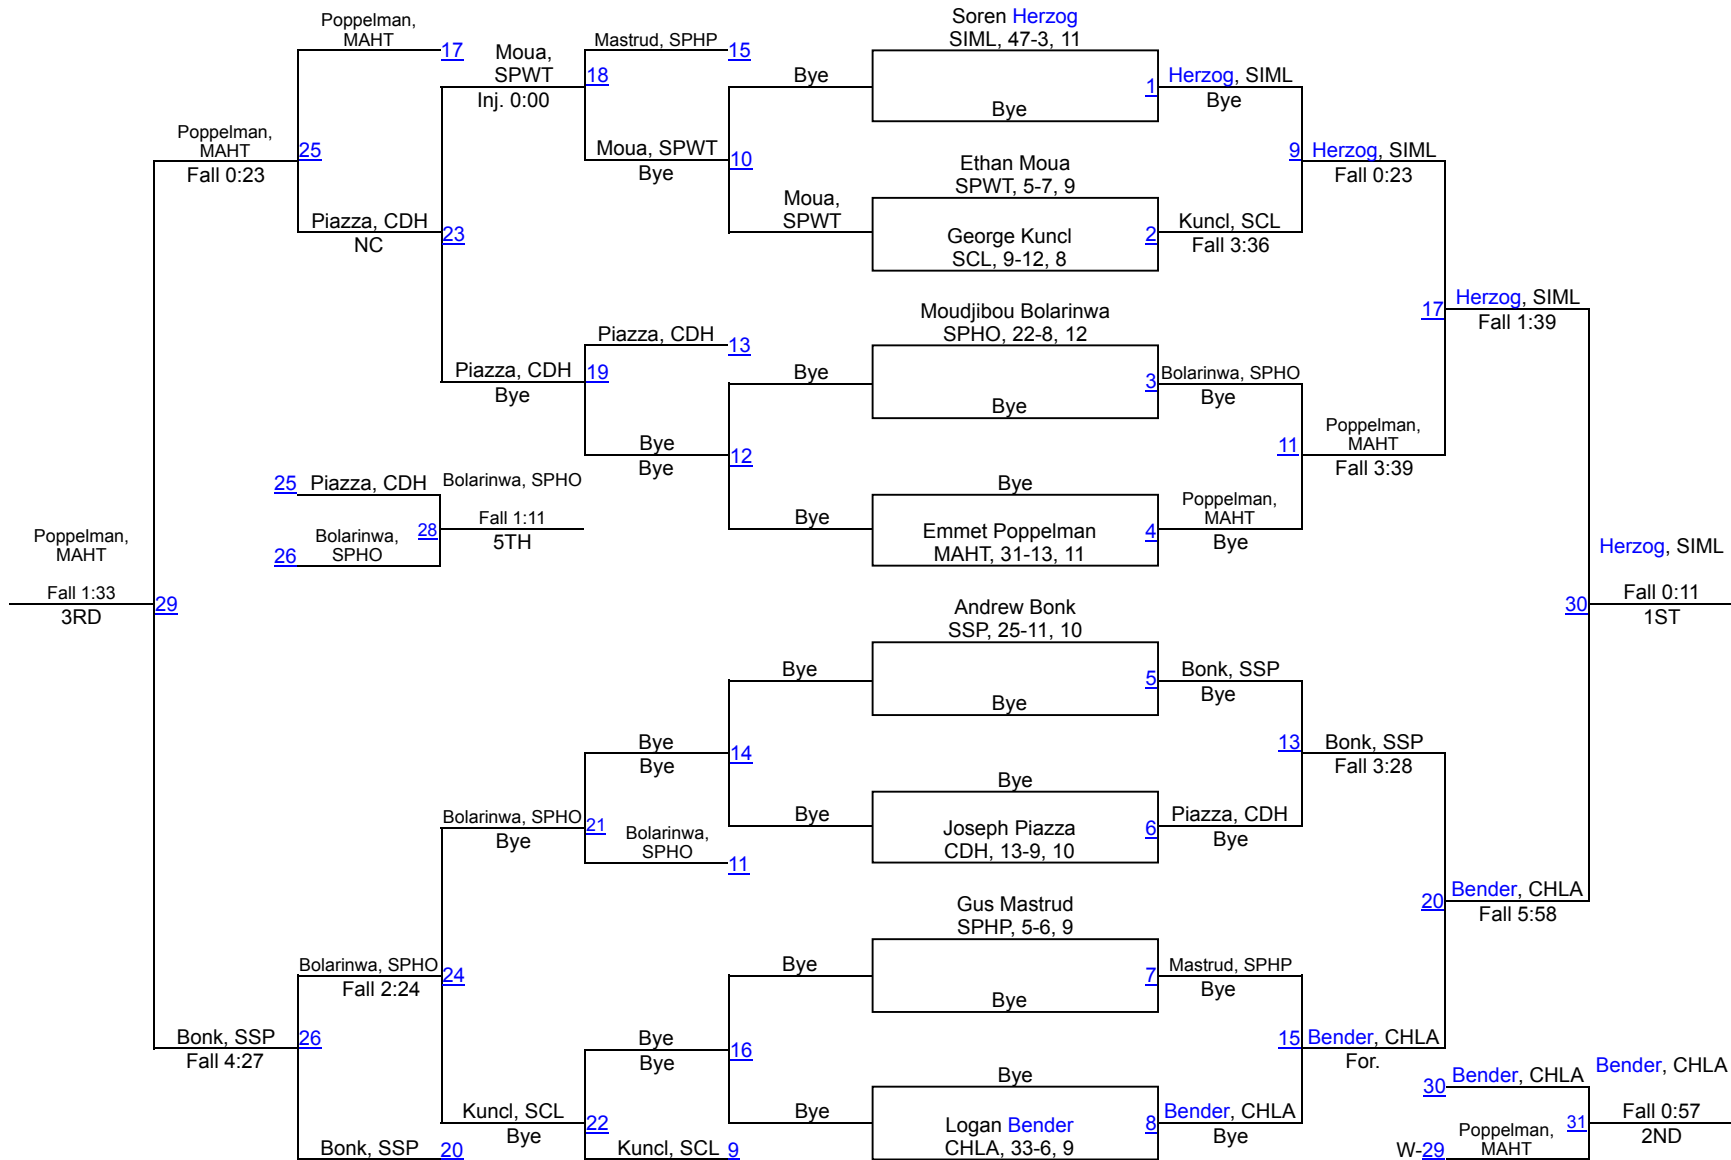 Soren Herzog
SIML, 47-3, 11
Bye
1
Ethan Moua
SPWT, 5-7, 9
George Kuncl
SCL, 9-12, 8
2
Moudjibou Bolarinwa
SPHO, 22-8, 12
Bye
3
Bye
Emmet Poppelman
MAHT, 31-13, 11
4
Andrew Bonk
SSP, 25-11, 10
Bye
5
Bye
Joseph Piazza
CDH, 13-9, 10
6
Gus Mastrud
SPHP, 5-6, 9
Bye
7
Bye
Logan Bender
CHLA, 33-6, 9
8
Herzog, SIML
Bye
9
Kuncl, SCL
Fall 3:36
Bolarinwa, SPHO
Bye
11
Poppelman,
MAHT
Bye
Bonk, SSP
Bye
13
Piazza, CDH
Bye
Mastrud, SPHP
Bye
15
Bender, CHLA
Bye
Herzog, SIML
Fall 0:23
17
Poppelman,
MAHT
Fall 3:39
Bonk, SSP
Fall 3:28
20
Bender, CHLA
For.
Herzog, SIML
Fall 1:39
30
Bender, CHLA
Fall 5:58
Herzog, SIML
Fall 0:11
1ST
30 Bender, CHLA
W-29 Poppelman,
MAHT
31
Bender, CHLA
Fall 0:57
2ND
Bye
10
Moua,
SPWT
Bye
12
Bye
Bye
14
Bye
Bye
16
Bye
Mastrud, SPHP 15
18
Moua, SPWT
Bye
Piazza, CDH 13
19
Bye
Bye
Bye
Bye
21
Bolarinwa,
SPHO
11
Bye
Bye
22
Kuncl, SCL 9
Moua,
SPWT
Inj. 0:00
23
Piazza, CDH
Bye
Bolarinwa, SPHO
Bye
24
Kuncl, SCL
Bye
Poppelman,
MAHT
17
25
Piazza, CDH
NC
Bolarinwa, SPHO
Fall 2:24
26
Bonk, SSP 20
25 Piazza, CDH
26 Bolarinwa,
SPHO
28
Bolarinwa, SPHO
Fall 1:11
5TH
Poppelman,
MAHT
Fall 0:23
29
Bonk, SSP
Fall 4:27
Poppelman,
MAHT
Fall 1:33
3RD